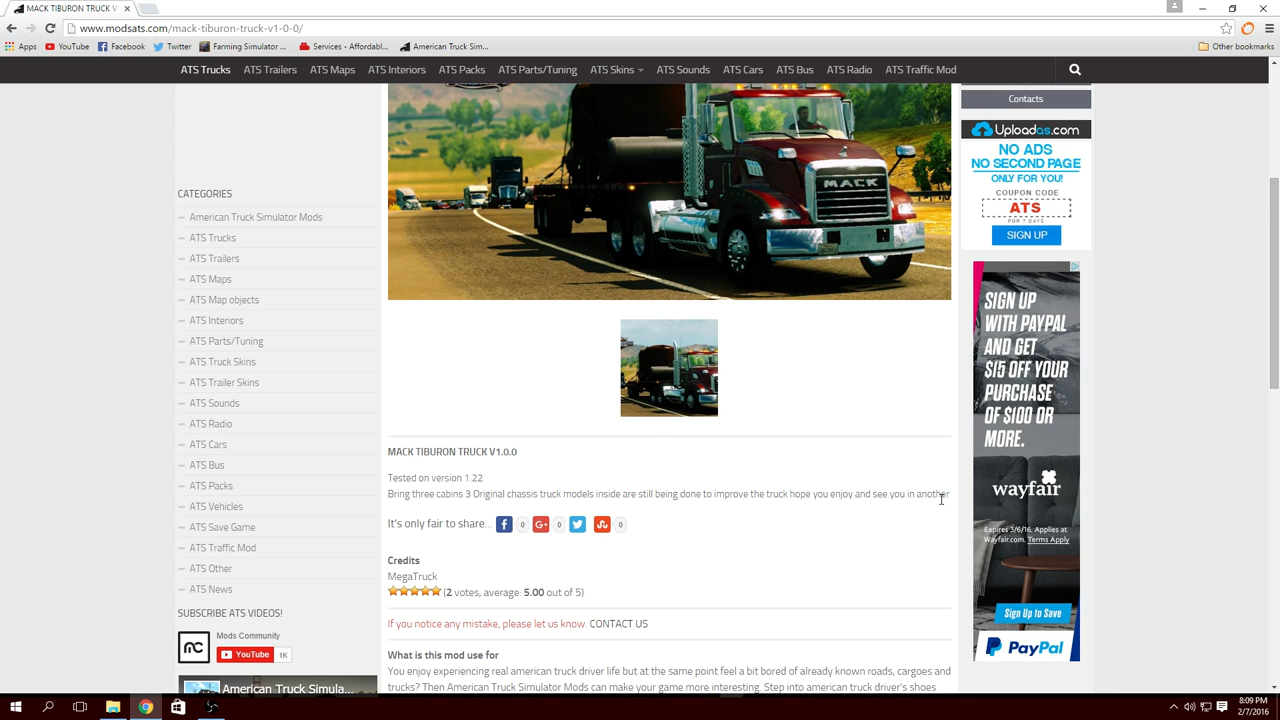 MACK TIBURON TRUCK V
www.modsats.com/mack-tiburon-truck-v1-0-0/
Apps YouTube Facebook Twitter Farming Simulator ... Services - Affordabl... American Truck Sim... Other bookmarks
ATS Trucks ATS Trailers ATS Maps ATS Interiors ATS Packs ATS Parts/Tuning ATS Skins ATS Sounds ATS Cars ATS Bus ATS Radio ATS Traffic Mod
CATEGORIES
American Truck Simulator Mods
ATS Trucks
ATS Trailers
ATS Maps
ATS Map objects
ATS Interiors
ATS Parts/Tuning
ATS Truck Skins
ATS Trailer Skins
ATS Sounds
ATS Radio
ATS Cars
ATS Bus
ATS Packs
ATS Vehicles
ATS Save Game
ATS Traffic Mod
ATS Other
ATS News
SUBSCRIBE ATS VIDEOS!
Mods Community
YouTube 1K
American Truck Simula...
MACK
MACK TIBURON TRUCK V1.0.0
Tested on version 1.22
Bring three cabins 3 Original chassis truck models inside are still being done to improve the truck hope you enjoy and see you in another
It's only fair to share... 0 0 0
Credits
MegaTruck
(2 votes, average: 5.00 out of 5)
If you notice any mistake, please let us know. CONTACT US
What is this mod use for
You enjoy experiencing real american truck driver life but at the same point feel a bit bored of already known roads, cargoes and
trucks? Then American Truck Simulator Mods can make your game more interesting. Step into american truck driver's shoes
Contacts
Uploadas.com
NO ADS
NO SECOND PAGE
ONLY FOR YOU!
COUPON CODE
ATS
FOR 7 DAYS
SIGN UP
SIGN UP
WITH PAYPAL
AND GET
$15 OFF YOUR
PURCHASE
OF $100 OR
MORE.
wayfair
Expires 3/6/16. Applies at
Wayfair.com. Terms Apply
Sign Up to Save
PayPal
8:09 PM
2/7/2016